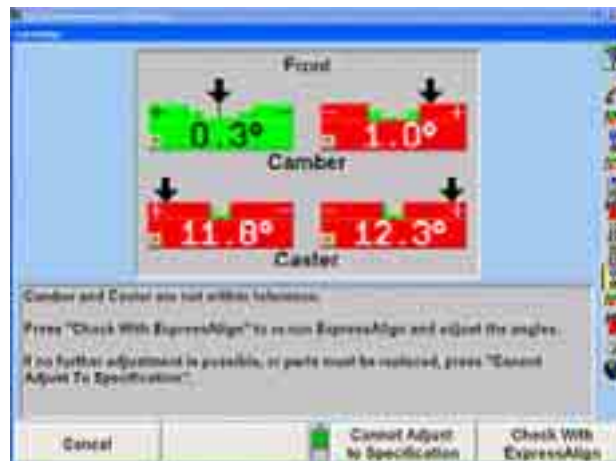 Front
0.3° 1.0°
Camber
11.8° 12.3°
Caster
Camber and Caster are not within tolerance.
Press "Check With ExpressAlign" to re-run ExpressAlign and adjust the angles.
If no further adjustment is possible, or parts must be replaced, press "Cannot
Adjust To Specification".
Cancel
Cannot Adjust
to Specification
Check With
ExpressAlign